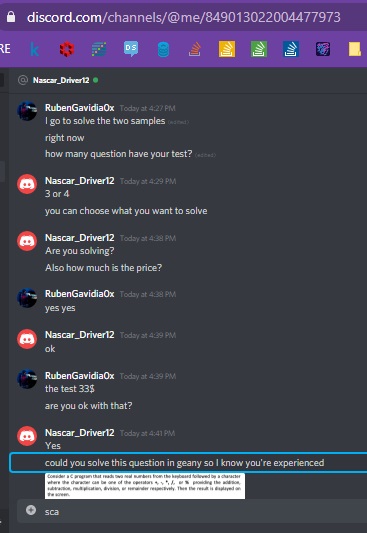 discord.com/channels/@me/849013022004477973
RE
k
DS
@ Nascar_Driver12
RubenGavidia0x Today at 4:27 PM
I go to solve the two samples (edited)
right now
how many question have your test? (edited)
Nascar_Driver12 Today at 4:29 PM
3 or 4
you can choose what you want to solve
Nascar_Driver12 Today at 4:38 PM
Are you solving?
Also how much is the price?
RubenGavidia0x Today at 4:38 PM
yes yes
Nascar_Driver12 Today at 4:39 PM
ok
RubenGavidia0x Today at 4:39 PM
the test 33$
are you ok with that?
Nascar_Driver12 Today at 4:41 PM
Yes
could you solve this question in geany so I know you're experienced
Consider a C program that reads two real numbers from the keyboard followed by a character
where the character can be one of the operators +, -, *, /, or % providing the addition,
subtraction, multiplication, division, or remainder respectively. Then the result is displayed on
the screen.
sca